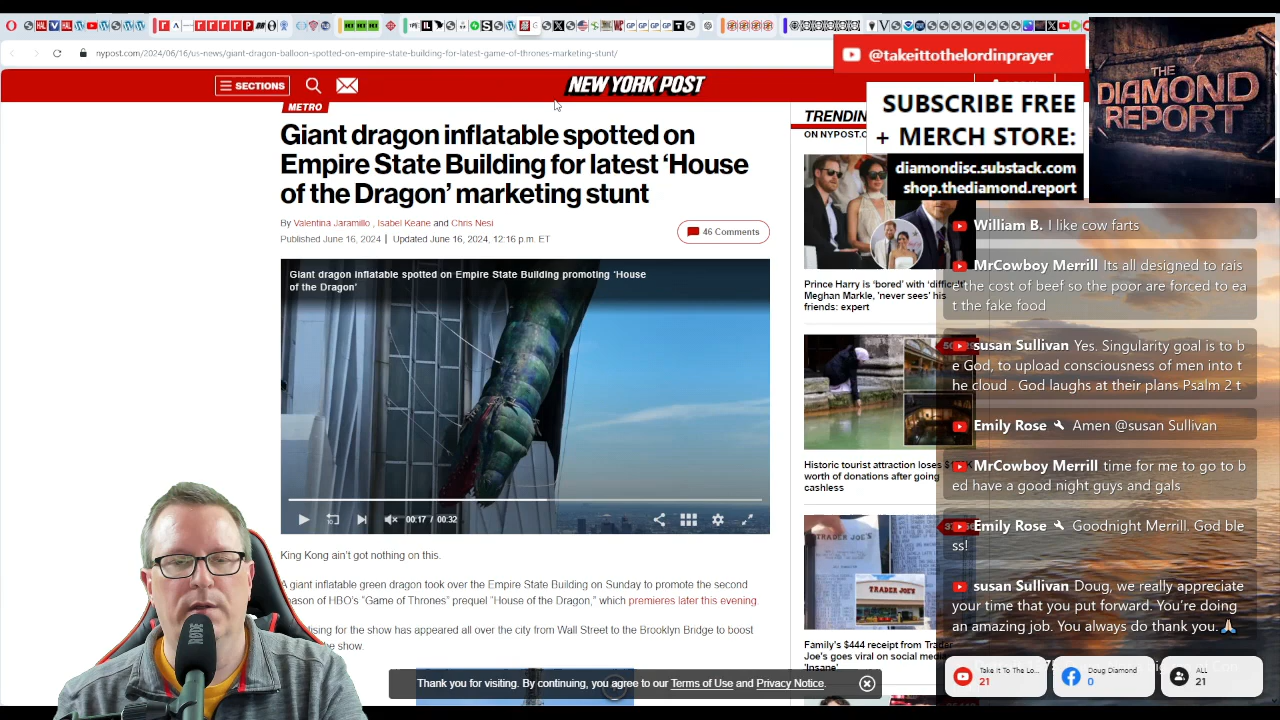 nypost.com/2024/06/16/us-news/giant-dragon-balloon-spotted-on-empire-state-building-for-latest-game-of-thrones-marketing-stunt/
SECTIONS
NEW YORK POST
METRO
Giant dragon inflatable spotted on
Empire State Building for latest ‘House
of the Dragon’ marketing stunt
By Valentina Jaramillo , Isabel Keane and Chris Nesi
Published June 16, 2024 | Updated June 16, 2024, 12:16 p.m. ET
46 Comments
Giant dragon inflatable spotted on Empire State Building promoting 'House
of the Dragon'
10
00:17 / 00:32
King Kong ain’t got nothing on this.
A giant inflatable green dragon took over the Empire State Building on Sunday to promote the second
of HBO’s “Game of Thrones” prequel “House of the Dragon,” which premieres later this evening
for the show has appeared all over the city from Wall Street to the Brooklyn Bridge to boost
show.
Thank you for visiting. By continuing, you agree to our Terms of Use and Privacy Notice.
TRENDIN
ON NYPOST.C
Prince Harry is ‘bored’ with ‘difficult’
Meghan Markle, ‘never sees’ his
friends: expert
Historic tourist attraction loses
worth of donations after going
cashless
TRADER JOE'S
TRADER JOE'S
Family’s $444 receipt from Trader
Joe’s goes viral on social media
‘Insane’
@takeittothelordinprayer
SUBSCRIBE FREE
+ MERCH STORE:
diamondisc.substack.com
shop.thediamond.report
THE
DIAMOND
REPORT
William B. I like cow farts
MrCowboy Merrill Its all designed to rais
e the cost of beef so the poor are forced to ea
t the fake food
susan Sullivan Yes. Singularity goal is to b
e God, to upload consciousness of men into t
he cloud . God laughs at their plans Psalm 2 t
Emily Rose Amen @susan Sullivan
MrCowboy Merrill time for me to go to b
ed have a good night guys and gals
Emily Rose Goodnight Merrill. God ble
ss!
susan Sullivan Doug, we really appreciate
your time that you put forward. You’re doing
an amazing job. You always do thank you.🙏🏻
Take It To The Lo...
21
Doug Diamond
0
ALL
21